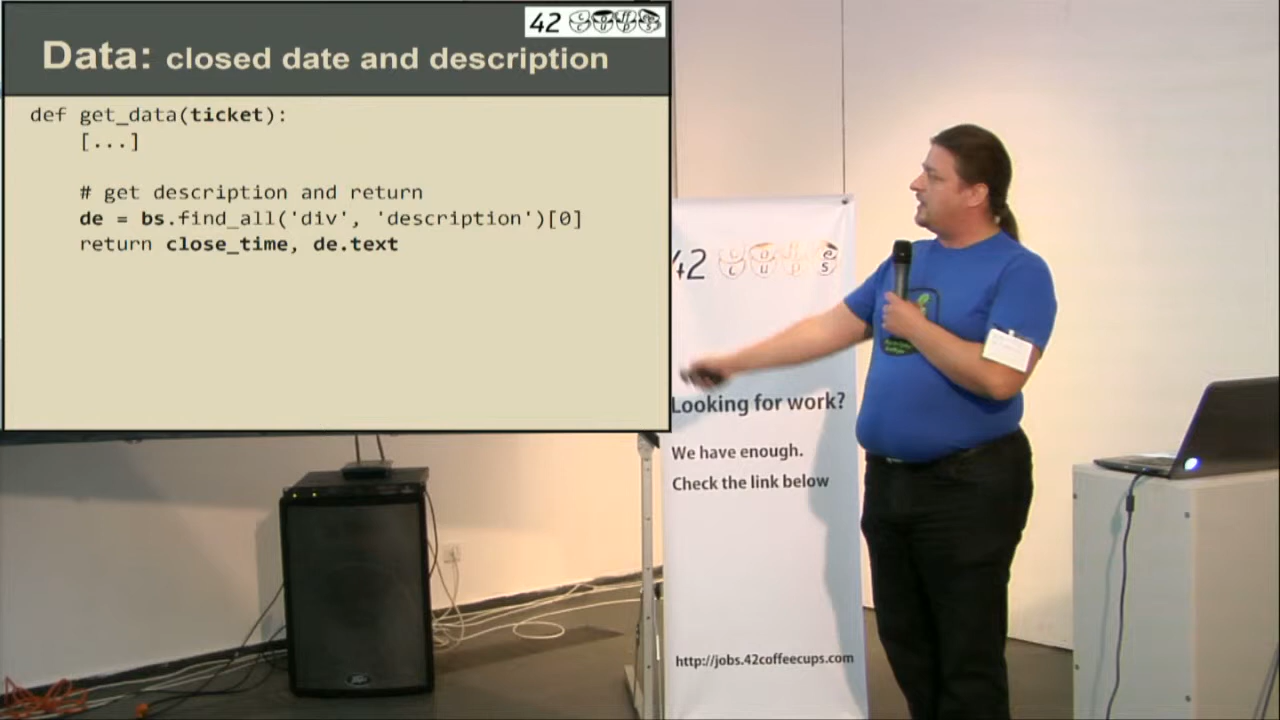 42 c o f f e e c u p s
Data: closed date and description
def get_data(ticket):
[...]
# get description and return
de = bs.find_all('div', 'description')[0]
return close_time, de.text
42
Looking for work?
We have enough.
Check the link below
http://jobs.42coffeecups.com